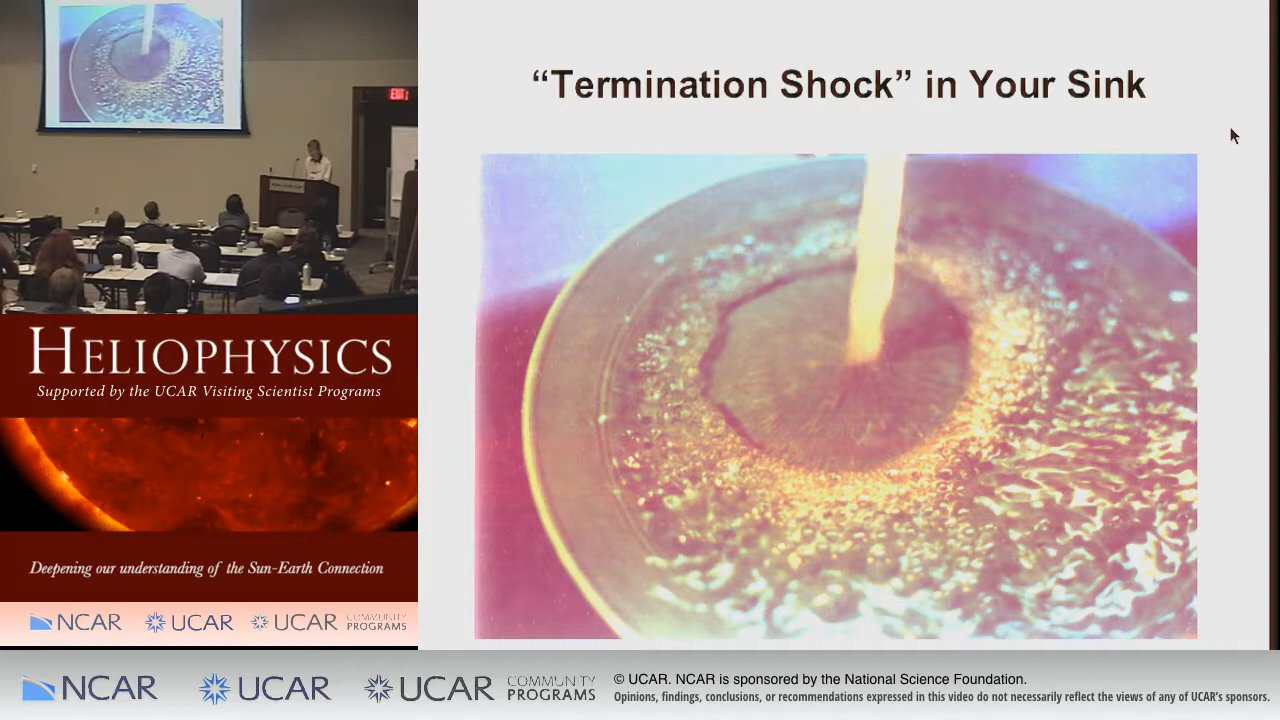 “Termination Shock” in Your Sink
EXIT
HELIOPHYSICS
Supported by the UCAR Visiting Scientist Programs
Deepening our understanding of the Sun-Earth Connection
NCAR
UCAR
UCAR
COMMUNITY
PROGRAMS
NCAR
UCAR
UCAR
COMMUNITY
PROGRAMS
© UCAR. NCAR is sponsored by the National Science Foundation.
Opinions, findings, conclusions, or recommendations expressed in this video do not necessarily reflect the views of any of UCAR's sponsors.